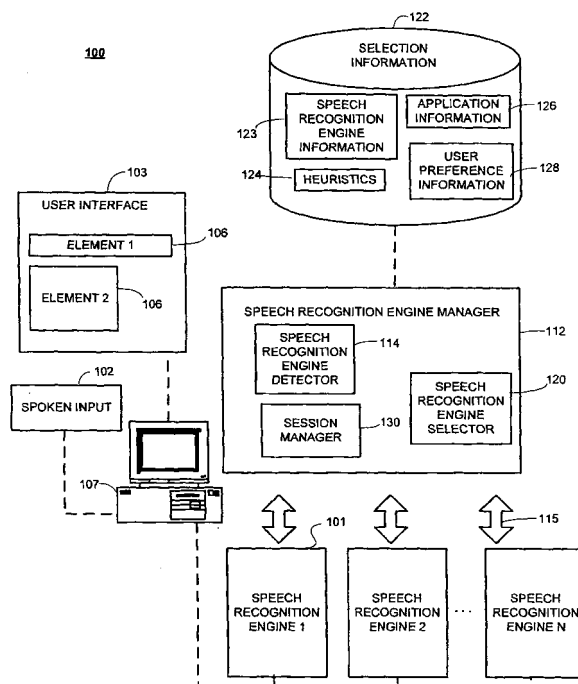 122
100
SELECTION
INFORMATION
SPEECH
RECOGNITION
ENGINE
INFORMATION
123
APPLICATION
INFORMATION
126
124
HEURISTICS
USER
PREFERENCE
INFORMATION
128
103
USER INTERFACE
ELEMENT 1
106
ELEMENT 2
106
SPEECH RECOGNITION ENGINE MANAGER
112
SPEECH
RECOGNITION
ENGINE
DETECTOR
114
SESSION
MANAGER
130
SPEECH
RECOGNITION
ENGINE
SELECTOR
120
102
SPOKEN INPUT
107
101
115
SPEECH
RECOGNITION
ENGINE 1
SPEECH
RECOGNITION
ENGINE 2
...
SPEECH
RECOGNITION
ENGINE N